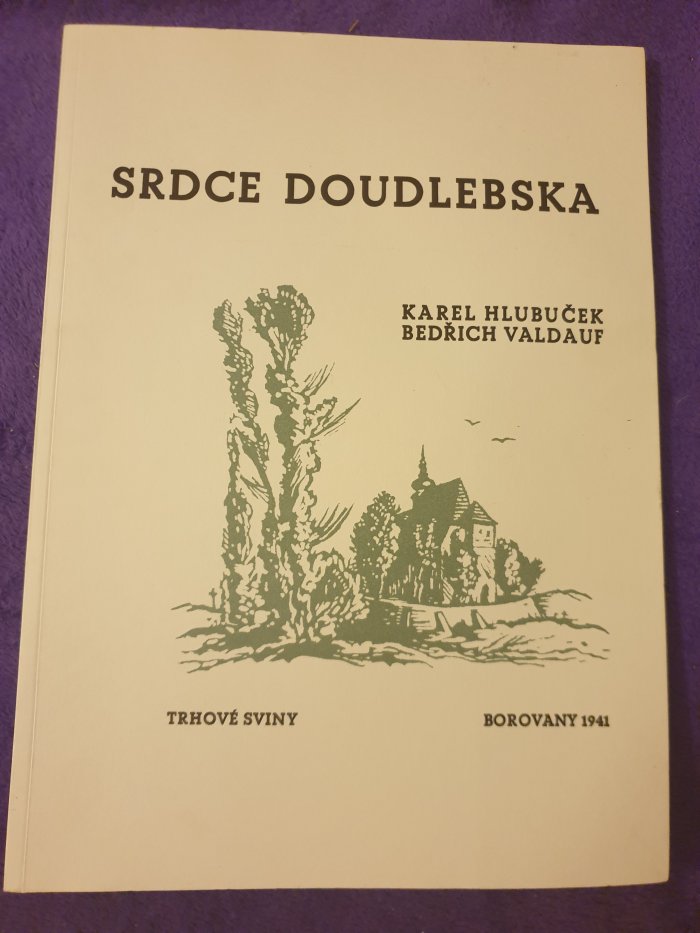 SRDCE DOUDLEBSKA
KAREL HLUBUČEK
BEDŘICH VALDAUF
TRHOVÉ SVINY
BOROVANY 1941